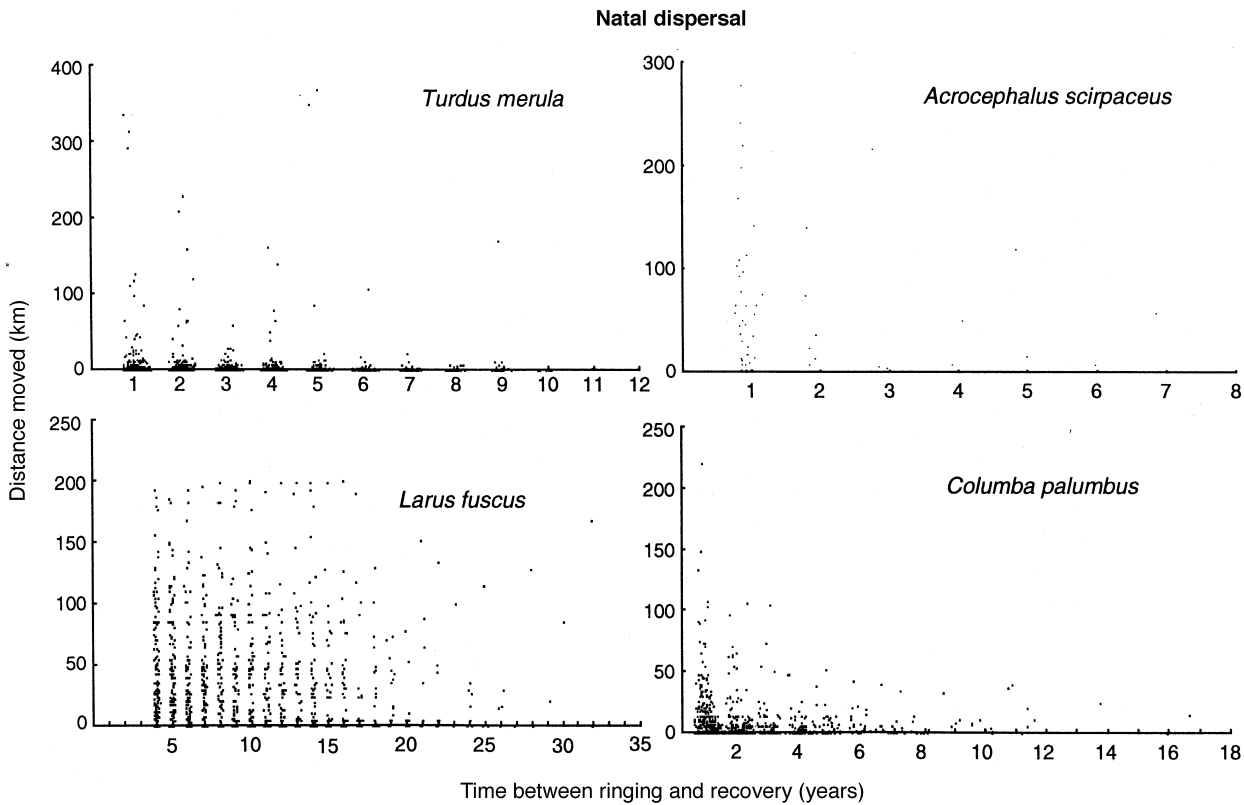 Natal dispersal
Distance moved (km)
Turdus merula
400
300
200
100
0
1 2 3 4 5 6 7 8 9 10 11 12
Acrocephalus scirpaceus
300
200
100
0
1 2 3 4 5 6 7 8
Larus fuscus
250
200
150
100
50
0
5 10 15 20 25 30 35
Columba palumbus
250
200
150
100
50
0
2 4 6 8 10 12 14 16 18
Time between ringing and recovery (years)